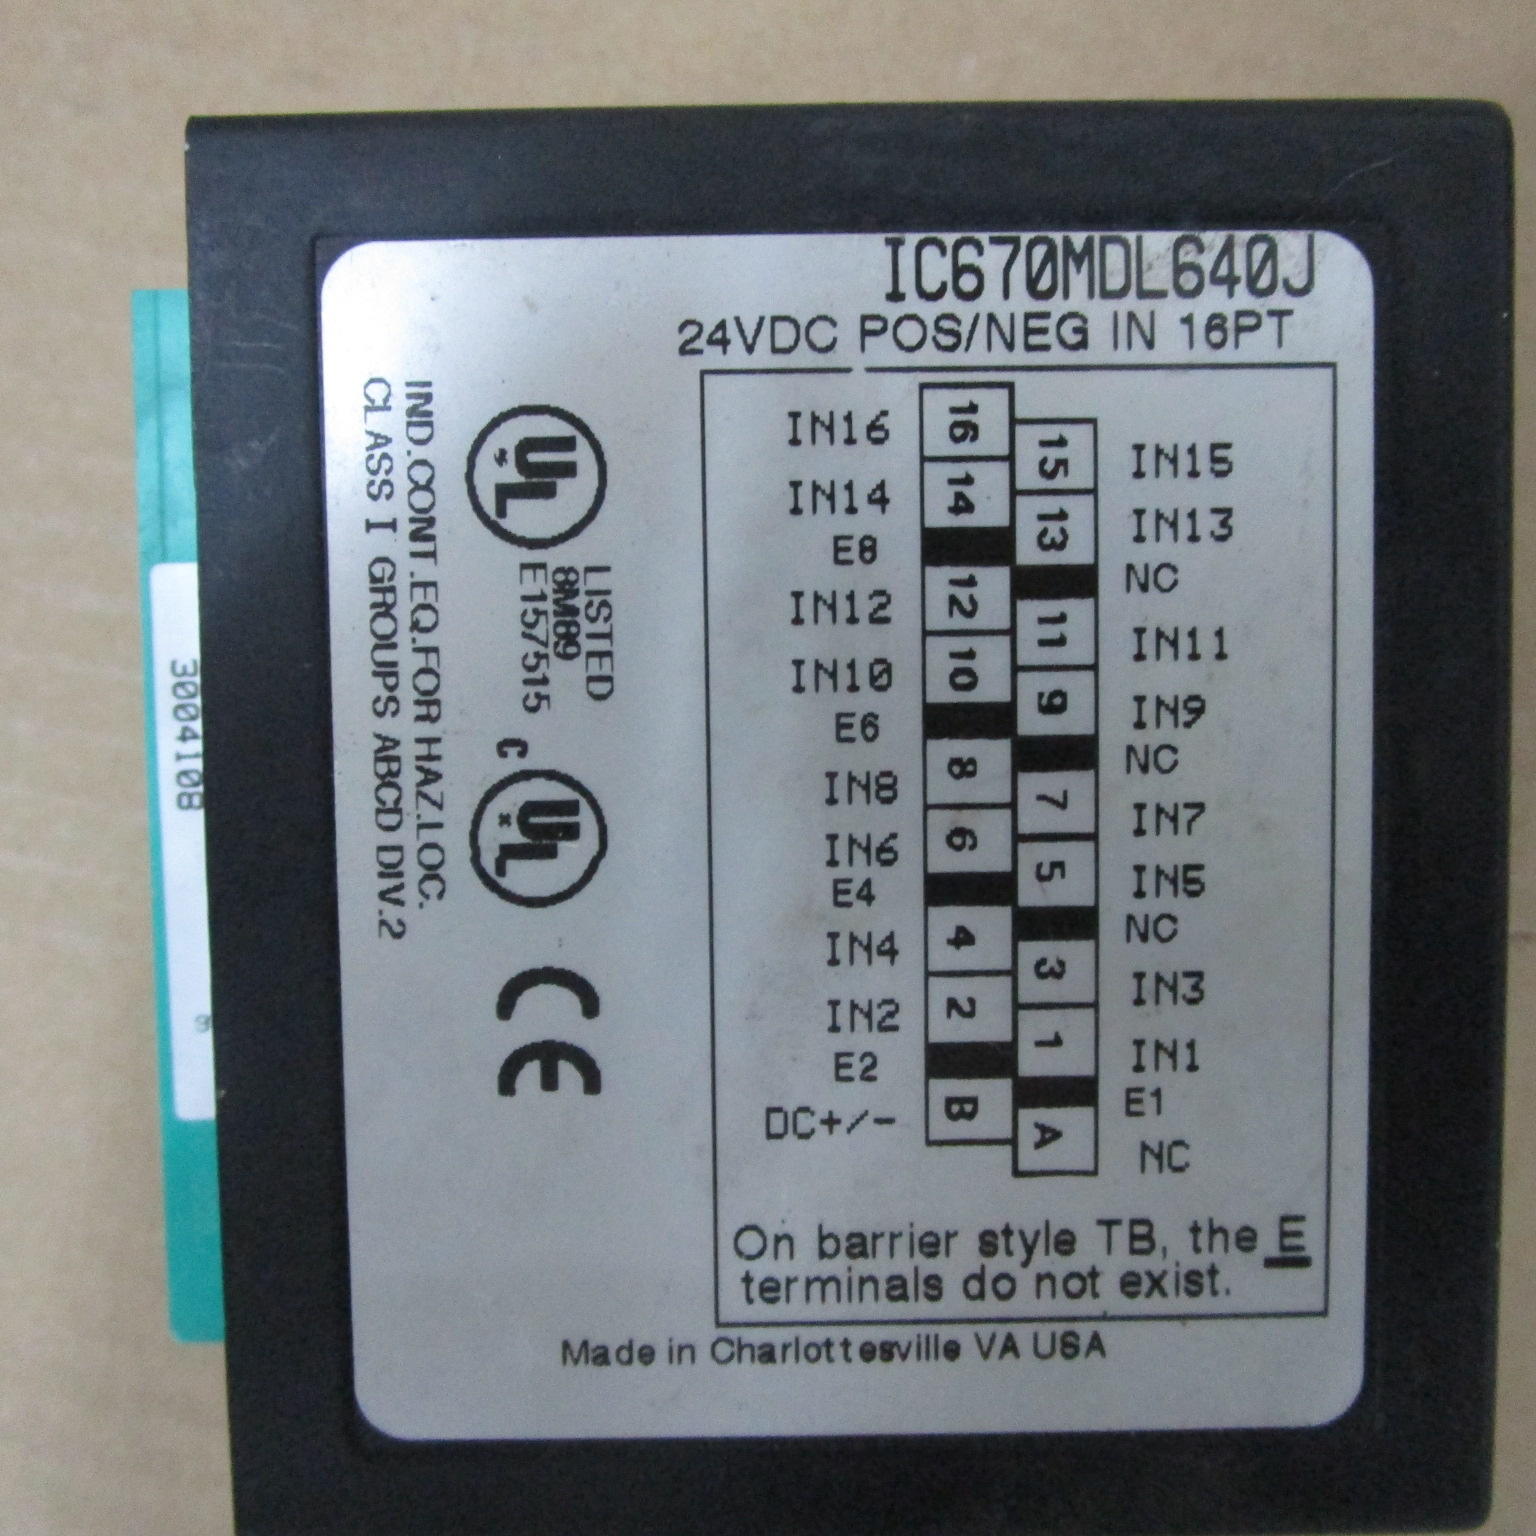 IC670MDL640J
24VDC POS/NEG IN 16PT
IN16 16
15 IN15
IN14 14
13 IN13
E8
NC
IN12 12
11 IN11
IN10 10
9 IN9
E6
NC
IN8 8
7 IN7
IN6 6
5 IN5
E4
NC
IN4 4
3 IN3
IN2 2
1 IN1
E2
E1
DC+/- B
A NC
On barrier style TB, the E
terminals do not exist.
Made in Charlottesville VA USA
UL
LISTED
8M89
E157515
C UL
CE
IND.CONT.EQ.FOR HAZ.LOC.
CLASS I GROUPS ABCD DIV.2
300410B